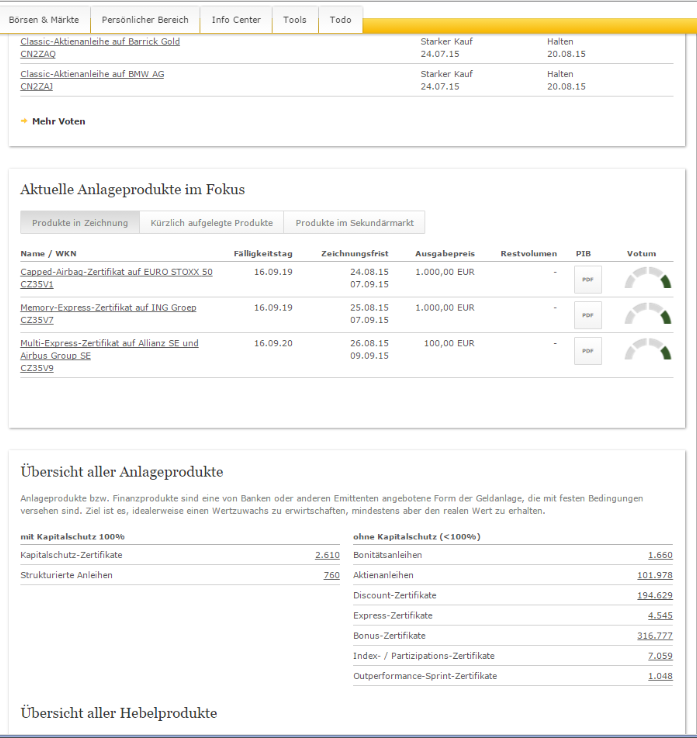 Börsen & Märkte Persönlicher Bereich Info Center Tools Todo
Classic-Aktienanleihe auf Barrick Gold Starker Kauf Halten
CN2ZAQ 24.07.15 20.08.15
Classic-Aktienanleihe auf BMW AG Starker Kauf Halten
CN2ZAJ 24.07.15 20.08.15
Mehr Voten
Aktuelle Anlageprodukte im Fokus
Produkte in Zeichnung Kürzlich aufgelegte Produkte Produkte im Sekundärmarkt
Name / WKN Fälligkeitstag Zeichnungsfrist Ausgabepreis Restvolumen PIB Votum
Capped-Airbag-Zertifikat auf EURO STOXX 50 16.09.19 24.08.15 1.000,00 EUR - PDF
CZ35V1 07.09.15
Memory-Express-Zertifikat auf ING Groep 16.09.19 25.08.15 1.000,00 EUR - PDF
CZ35V7 07.09.15
Multi-Express-Zertifikat auf Allianz SE und 16.09.20 26.08.15 100,00 EUR - PDF
Airbus Group SE 09.09.15
CZ35V9
Übersicht aller Anlageprodukte
Anlageprodukte bzw. Finanzprodukte sind eine von Banken oder anderen Emittenten angebotene Form der Geldanlage, die mit festen Bedingungen
versehen sind. Ziel ist es, idealerweise einen Wertzuwachs zu erwirtschaften, mindestens aber den realen Wert zu erhalten.
mit Kapitalschutz 100% ohne Kapitalschutz (<100%)
Kapitalschutz-Zertifikate 2.610 Bonitätsanleihen 1.660
Strukturierte Anleihen 760 Aktienanleihen 101.978
Discount-Zertifikate 194.629
Express-Zertifikate 4.545
Bonus-Zertifikate 316.777
Index- / Partizipations-Zertifikate 7.059
Outperformance-Sprint-Zertifikate 1.048
Übersicht aller Hebelprodukte